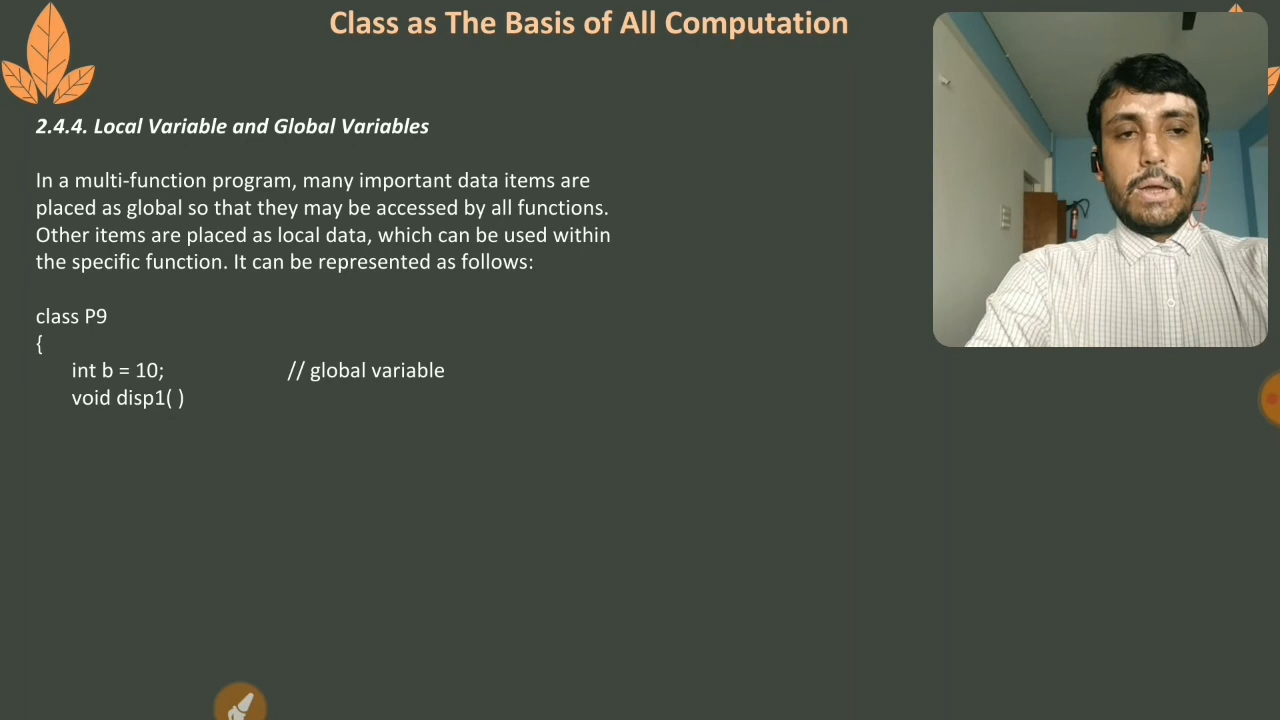 Class as The Basis of All Computation
2.4.4. Local Variable and Global Variables
In a multi-function program, many important data items are
placed as global so that they may be accessed by all functions.
Other items are placed as local data, which can be used within
the specific function. It can be represented as follows:
class P9
{
int b = 10; // global variable
void disp1( )